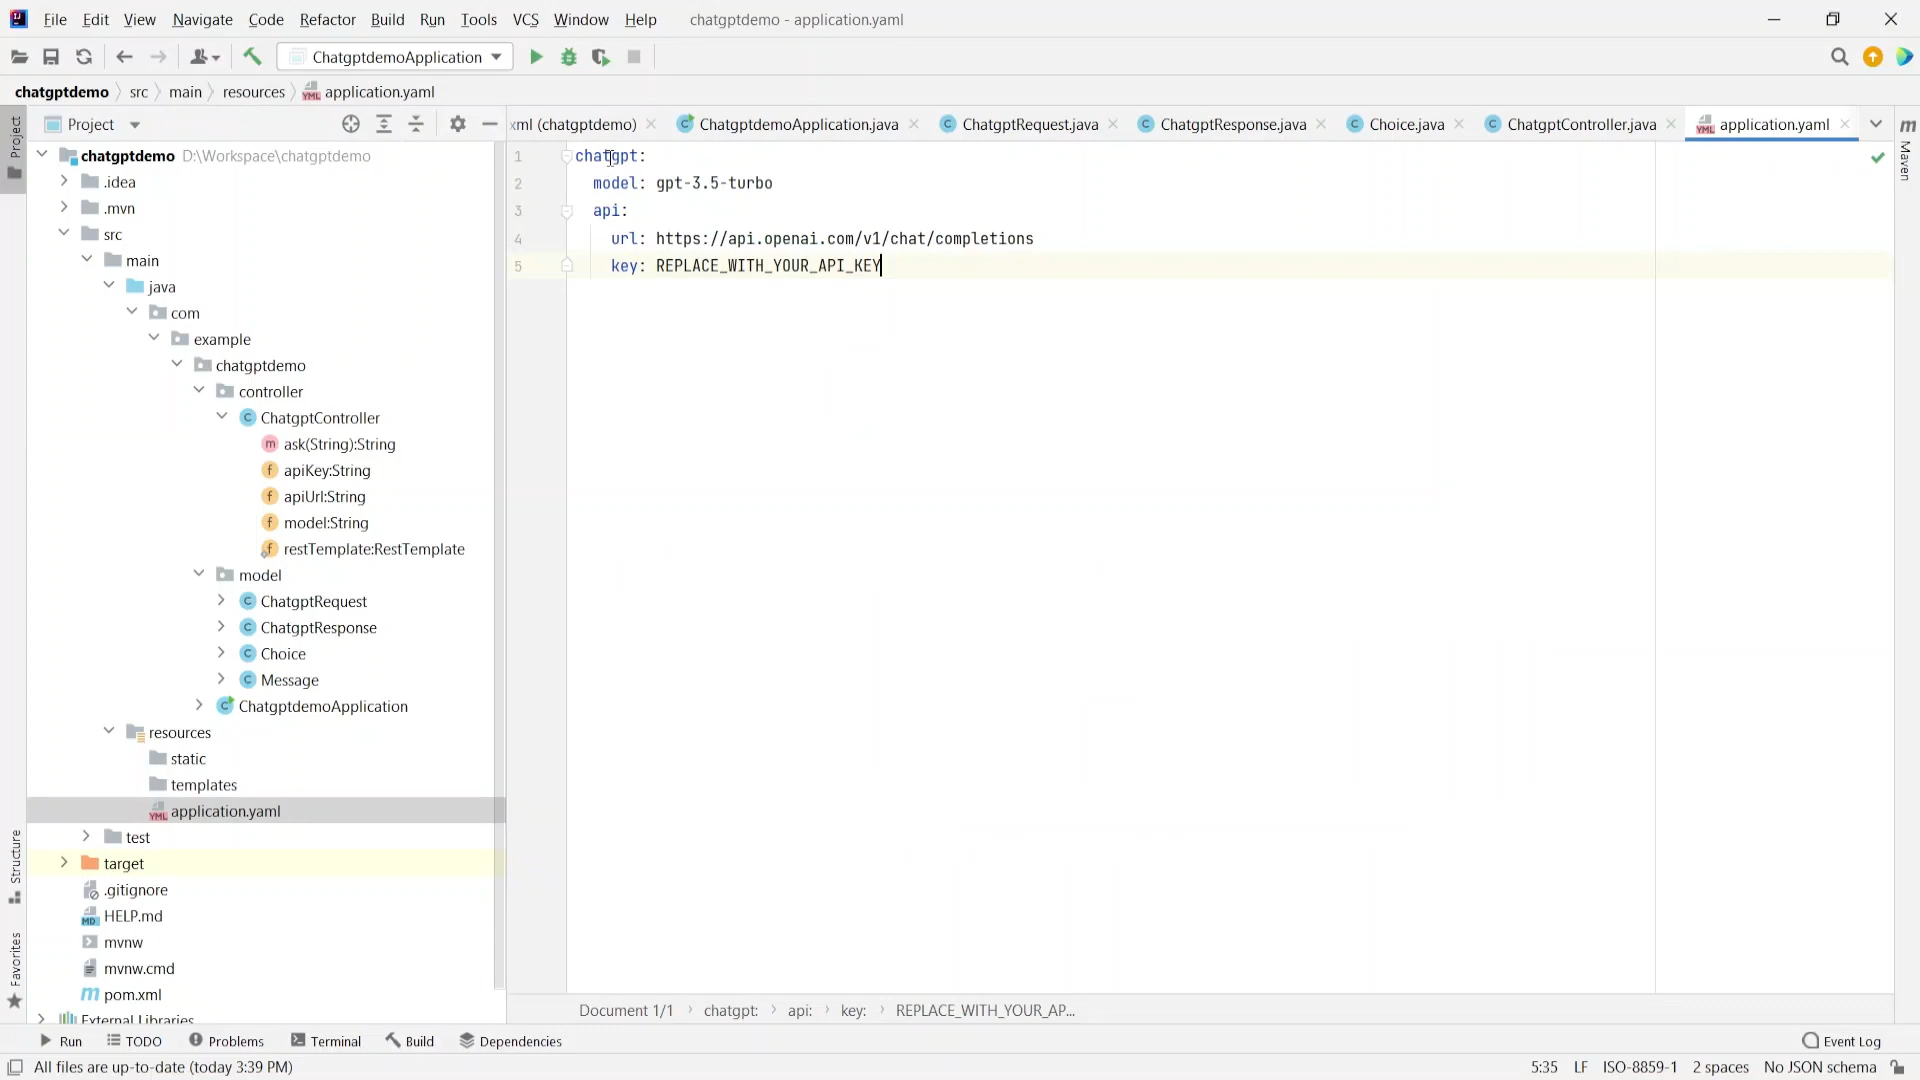 File Edit View Navigate Code Refactor Build Run Tools VCS Window Help chatgptdemo - application.yaml
ChatgptdemoApplication
chatgptdemo src main resources application.yaml
Project
xml (chatgptdemo) ChatgptdemoApplication.java ChatgptRequest.java ChatgptResponse.java Choice.java ChatgptController.java application.yaml
Project
Maven
chatgptdemo D:\Workspace\chatgptdemo
.idea
.mvn
src
main
java
com
example
chatgptdemo
controller
ChatgptController
ask(String):String
apiKey:String
apiUrl:String
model:String
restTemplate:RestTemplate
model
ChatgptRequest
ChatgptResponse
Choice
Message
ChatgptdemoApplication
resources
static
templates
application.yaml
test
target
.gitignore
HELP.md
mvnw
mvnw.cmd
pom.xml
External Libraries
1 chatgpt:
2 model: gpt-3.5-turbo
3 api:
4 url: https://api.openai.com/v1/chat/completions
5 key: REPLACE_WITH_YOUR_API_KEY
Structure
Favorites
Document 1/1 chatgpt: api: key: REPLACE_WITH_YOUR_AP...
Run TODO Problems Terminal Build Dependencies Event Log
All files are up-to-date (today 3:39 PM) 5:35 LF ISO-8859-1 2 spaces No JSON schema